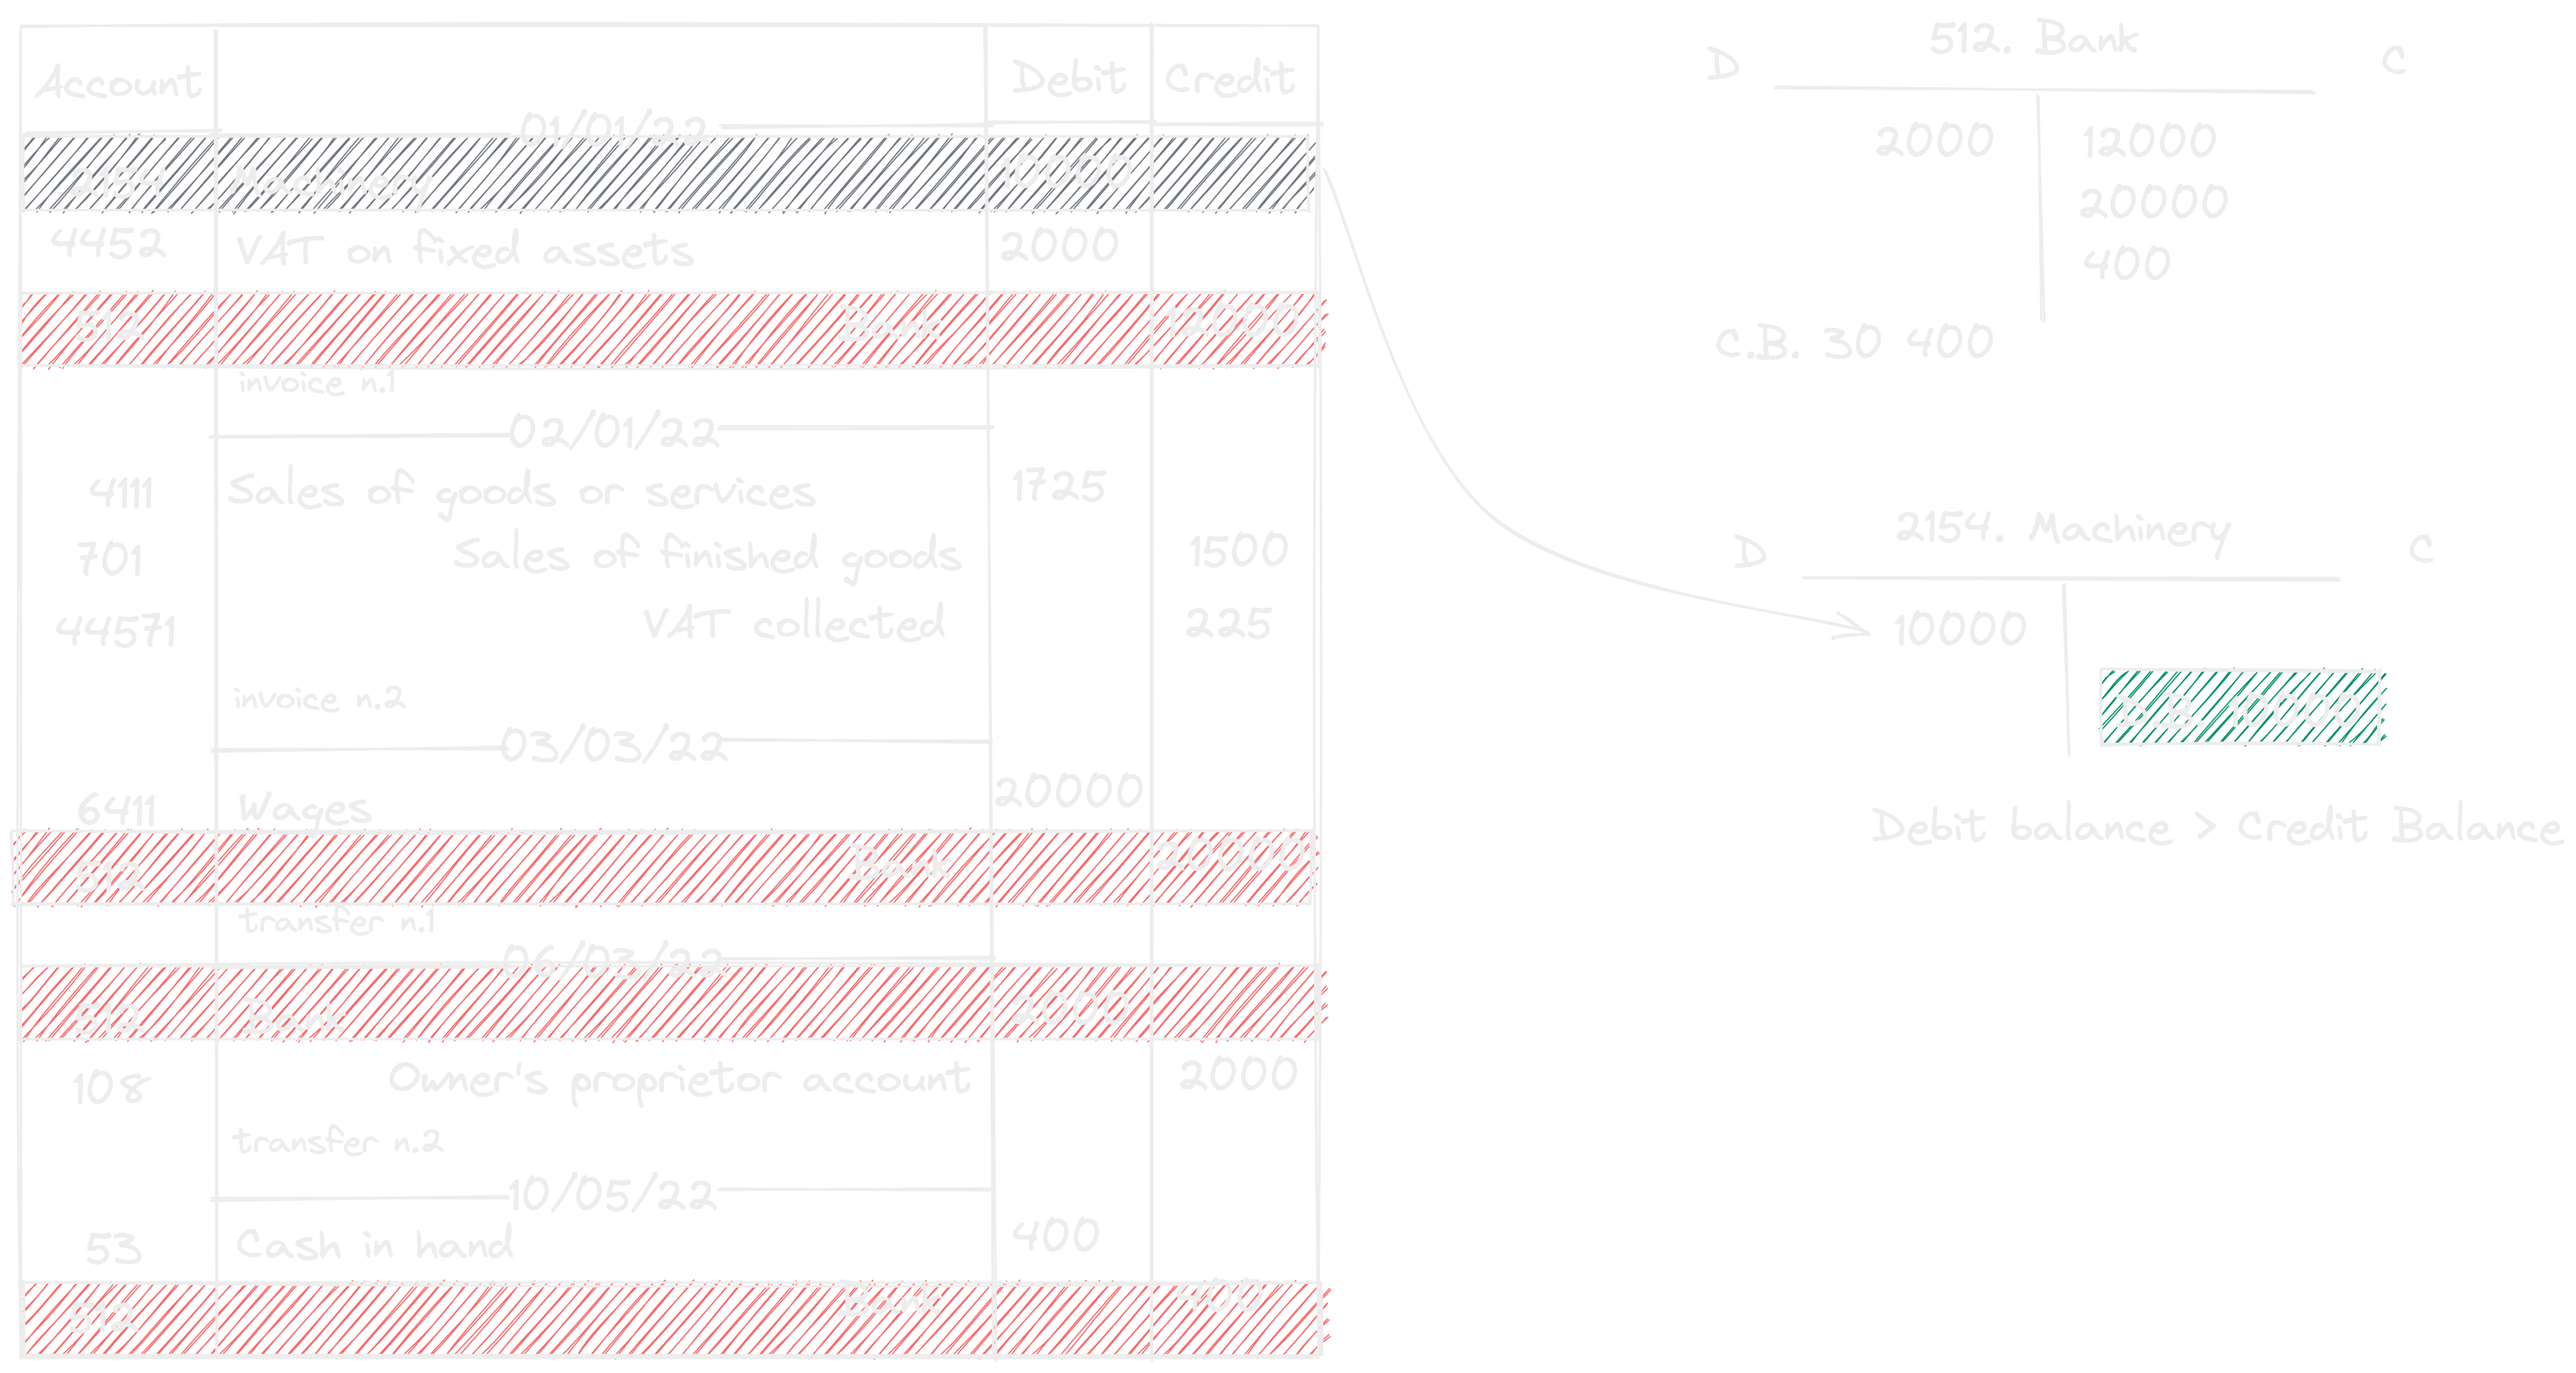 Account Debit Credit
01/01/22
2154 Machinery 10000
4452 VAT on fixed assets 2000
512 Bank 12000
invoice n.1
02/01/22
4111 Sales of goods or services 1725
701 Sales of finished goods 1500
44571 VAT collected 225
invoice n.2
03/03/22
6411 Wages 20000
512 Bank 20000
transfer n.1
06/03/22
512 Bank 2000
108 Owner's proprietor account 2000
transfer n.2
10/05/22
53 Cash in hand 400
512 Bank 400
512. Bank
D C
2000 12000
20000
400
C.B. 30 400
2154. Machinery
D C
10000
D.B. 10000
Debit balance > Credit Balance